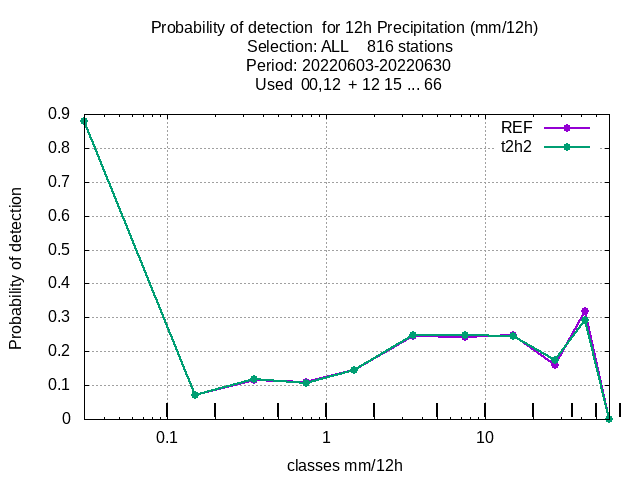 Probability of detection  for 12h Precipitation (mm/12h)
Selection: ALL    816 stations
Period: 20220603-20220630
Used  00,12  + 12 15 ... 66
REF
t2h2
0.9
0.8
0.7
0.6
0.5
0.4
0.3
0.2
0.1
0
Probability of detection
0.1 1 10
classes mm/12h